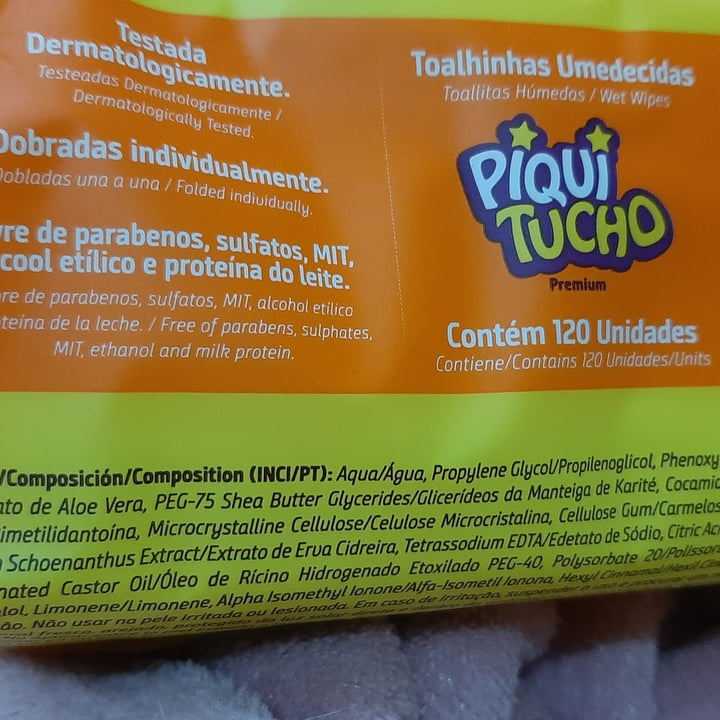 Testada
Dermatologicamente.
Testeadas Dermatologicamente /
Dermatologically Tested.
Dobradas individualmente.
Dobladas una a una / Folded individually.
vre de parabenos, sulfatos, MIT,
cool etílico e proteína do leite.
re de parabenos, sulfatos, MIT, alcohol etílico
teína de la leche. / Free of parabens, sulphates,
MIT, ethanol and milk protein.
Toalhinhas Umedecidas
Toallitas Húmedas / Wet Wipes
PIQUI
TUCHO
Premium
Contém 120 Unidades
Contiene/Contains 120 Unidades/Units
/Composición/Composition (INCI/PT): Aqua/Água, Propylene Glycol/Propilenoglicol, Phenoxy
ato de Aloe Vera, PEG-75 Shea Butter Glycerides/Glicerídeos da Manteiga de Karité, Cocamid
imetilidantoína, Microcrystalline Cellulose/Celulose Microcristalina, Cellulose Gum/Carmelos
Schoenanthus Extract/Extrato de Erva Cidreira, Tetrassodium EDTA/Edetato de Sódio, Citric Ac
nated Castor Oil/Óleo de Rícino Hidrogenado Etoxilado PEG-40, Polysorbate 20/Polissor
lol, Limonene/Limonene, Alpha Isomethyl Ionone/Alfa-Isometil Ionona, Hexyl Cinnamal/Hexil Cin
ão. Não usar na pele irritada ou lesionada. Em caso de irritação, suspender o uso e procurar